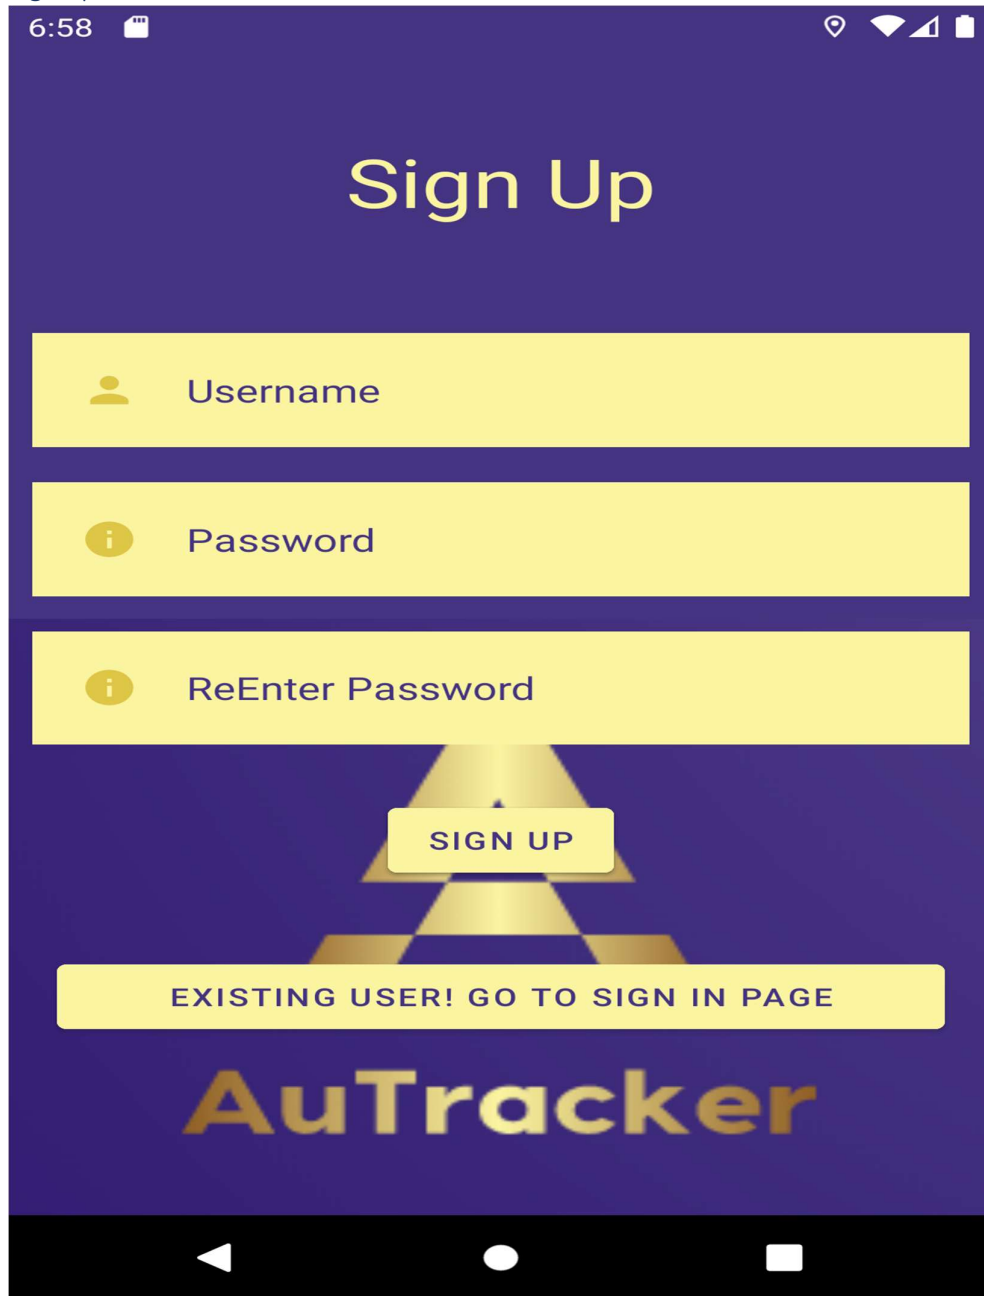 6:58
Sign Up
Username
Password
ReEnter Password
SIGN UP
EXISTING USER! GO TO SIGN IN PAGE
AuTracker